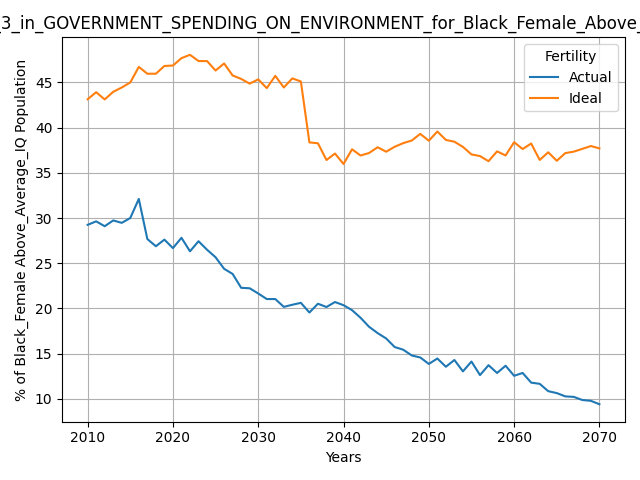 _3_in_GOVERNMENT_SPENDING_ON_ENVIRONMENT_for_Black_Female_Above_
Fertility
Actual
Ideal
% of Black_Female Above_Average_IQ Population
45
40
35
30
25
20
15
10
2010 2020 2030 2040 2050 2060 2070
Years